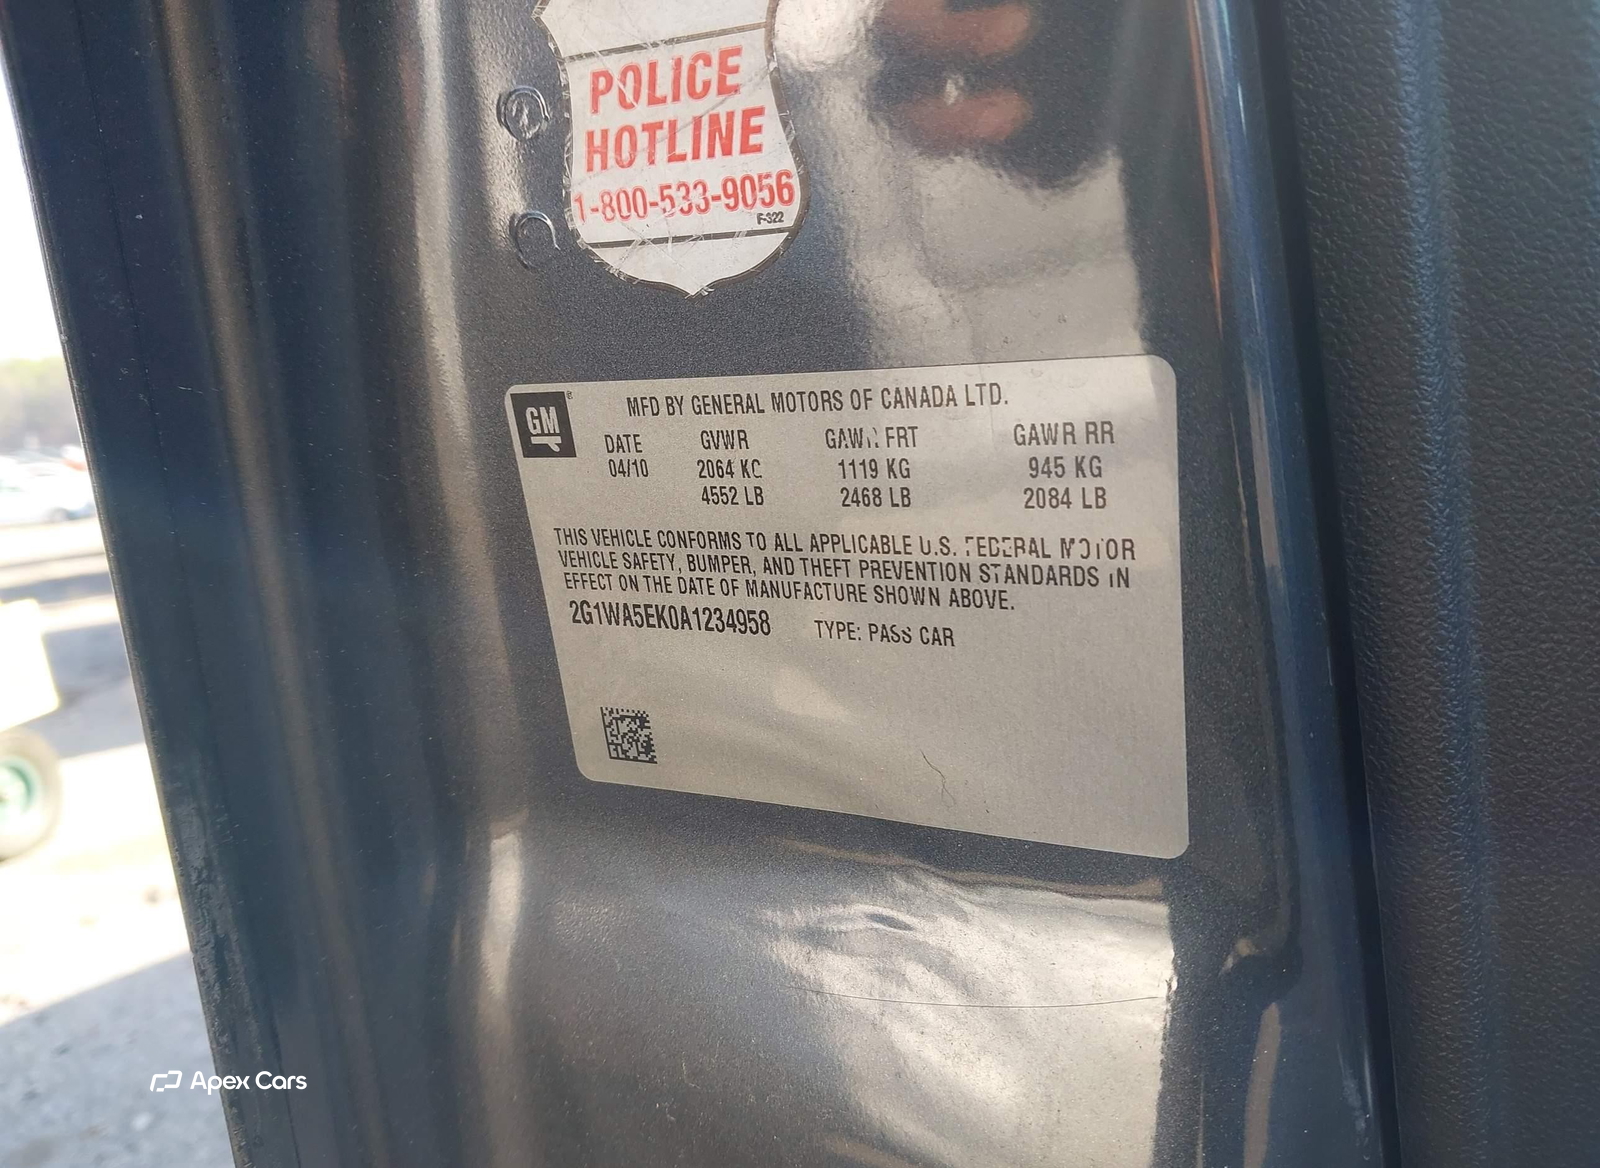 POLICE
HOTLINE
1-800-533-9056
F-322
GM
MFD BY GENERAL MOTORS OF CANADA LTD.
DATE GVWR GAWR FRT GAWR RR
04/10 2064 KG 1119 KG 945 KG
4552 LB 2468 LB 2084 LB
THIS VEHICLE CONFORMS TO ALL APPLICABLE U.S. FEDERAL MOTOR
VEHICLE SAFETY, BUMPER, AND THEFT PREVENTION STANDARDS IN
EFFECT ON THE DATE OF MANUFACTURE SHOWN ABOVE.
2G1WA5EK0A1234958 TYPE: PASS CAR
Apex Cars